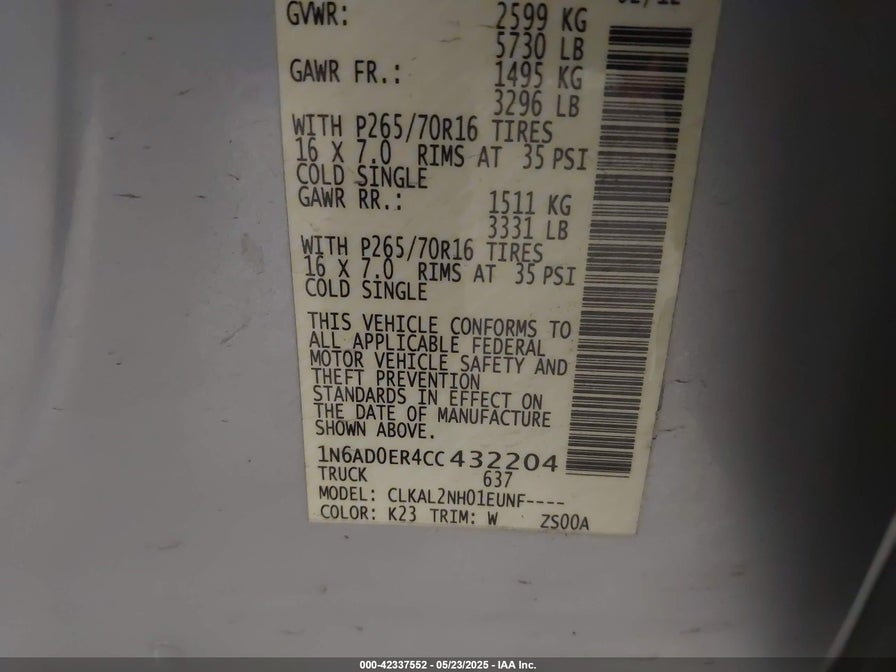 GVWR: 2599 KG
5730 LB
GAWR FR.: 1495 KG
3296 LB
WITH P265/70R16 TIRES
16 X 7.0 RIMS AT 35 PSI
COLD SINGLE
GAWR RR.: 1511 KG
3331 LB
WITH P265/70R16 TIRES
16 X 7.0 RIMS AT 35 PSI
COLD SINGLE
THIS VEHICLE CONFORMS TO
ALL APPLICABLE FEDERAL
MOTOR VEHICLE SAFETY AND
THEFT PREVENTION
STANDARDS IN EFFECT ON
THE DATE OF MANUFACTURE
SHOWN ABOVE.
1N6AD0ER4CC432204
TRUCK 637
MODEL: CLKAL2NH01EUNF----
COLOR: K23 TRIM: W ZS00A
000-42337552 - 05/23/2025 - IAA Inc.